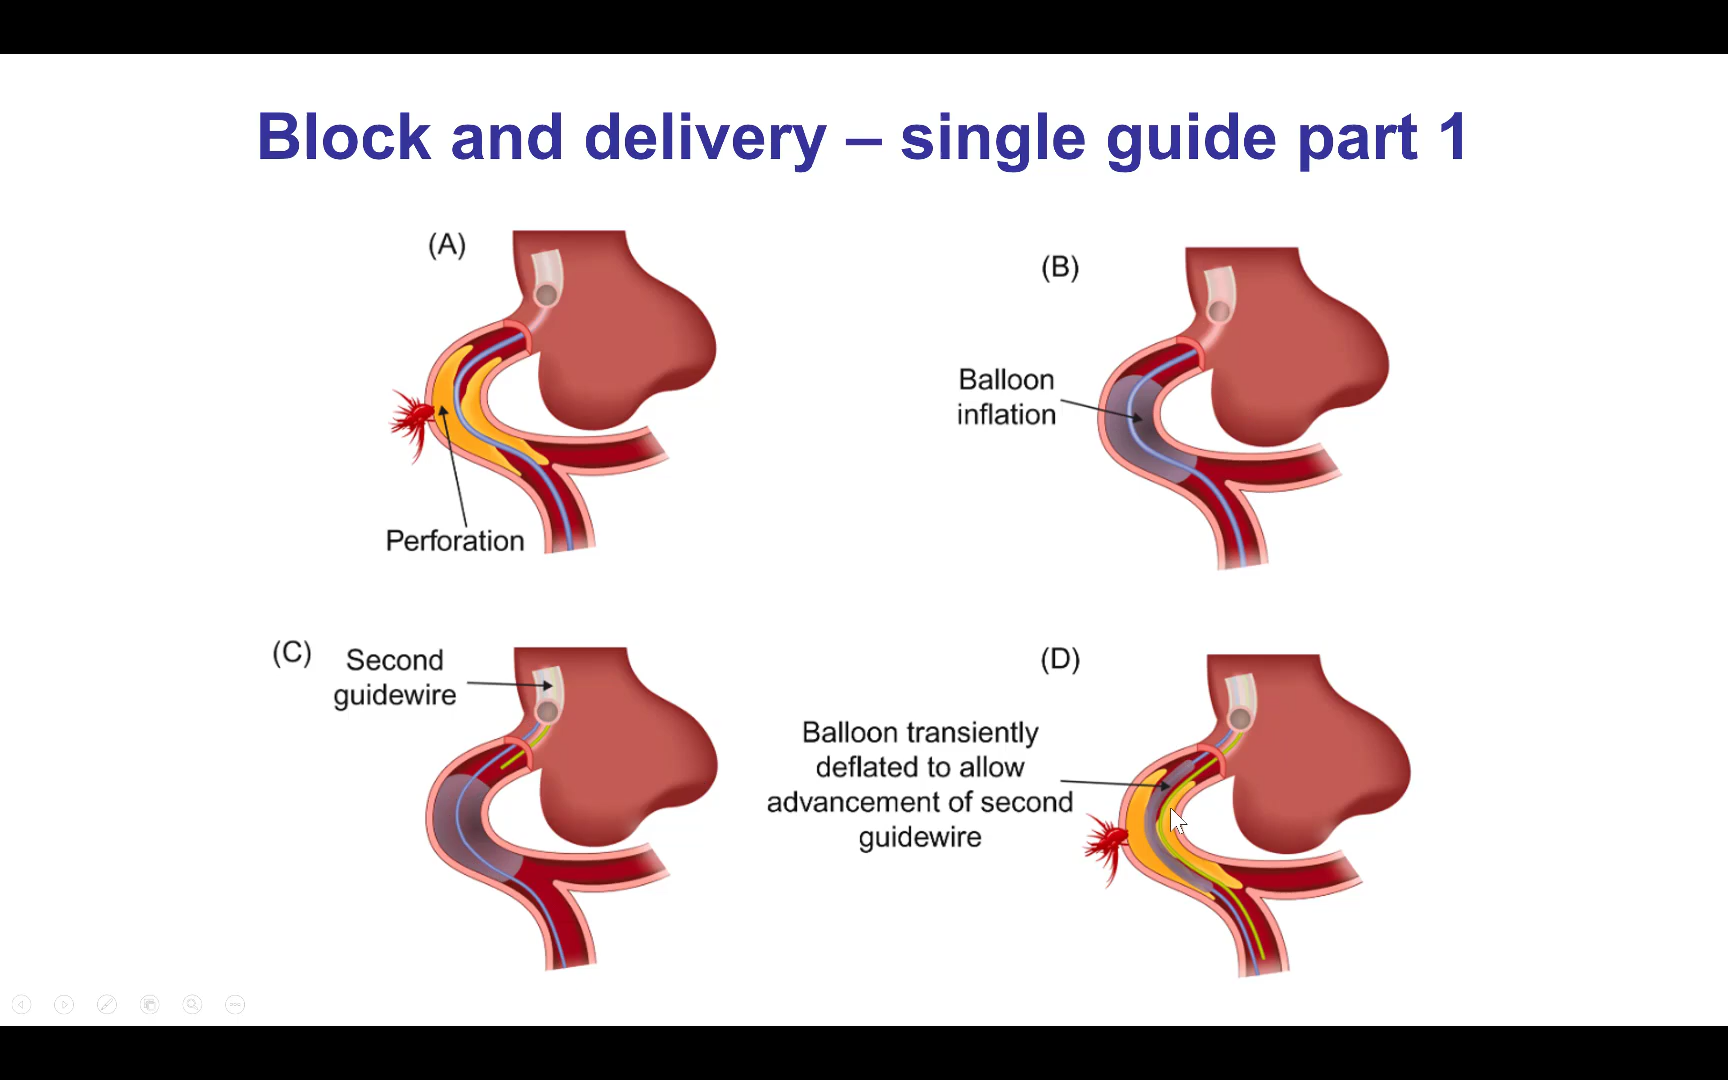 Block and delivery – single guide part 1
(A)
Perforation
(B)
Balloon
inflation
(C)
Second
guidewire
(D)
Balloon transiently
deflated to allow
advancement of second
guidewire